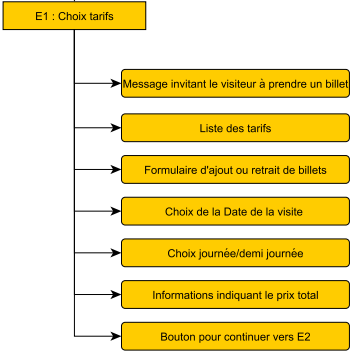 E1 : Choix tarifs
Message invitant le visiteur à prendre un billet
Liste des tarifs
Formulaire d'ajout ou retrait de billets
Choix de la Date de la visite
Choix journée/demi journée
Informations indiquant le prix total
Bouton pour continuer vers E2